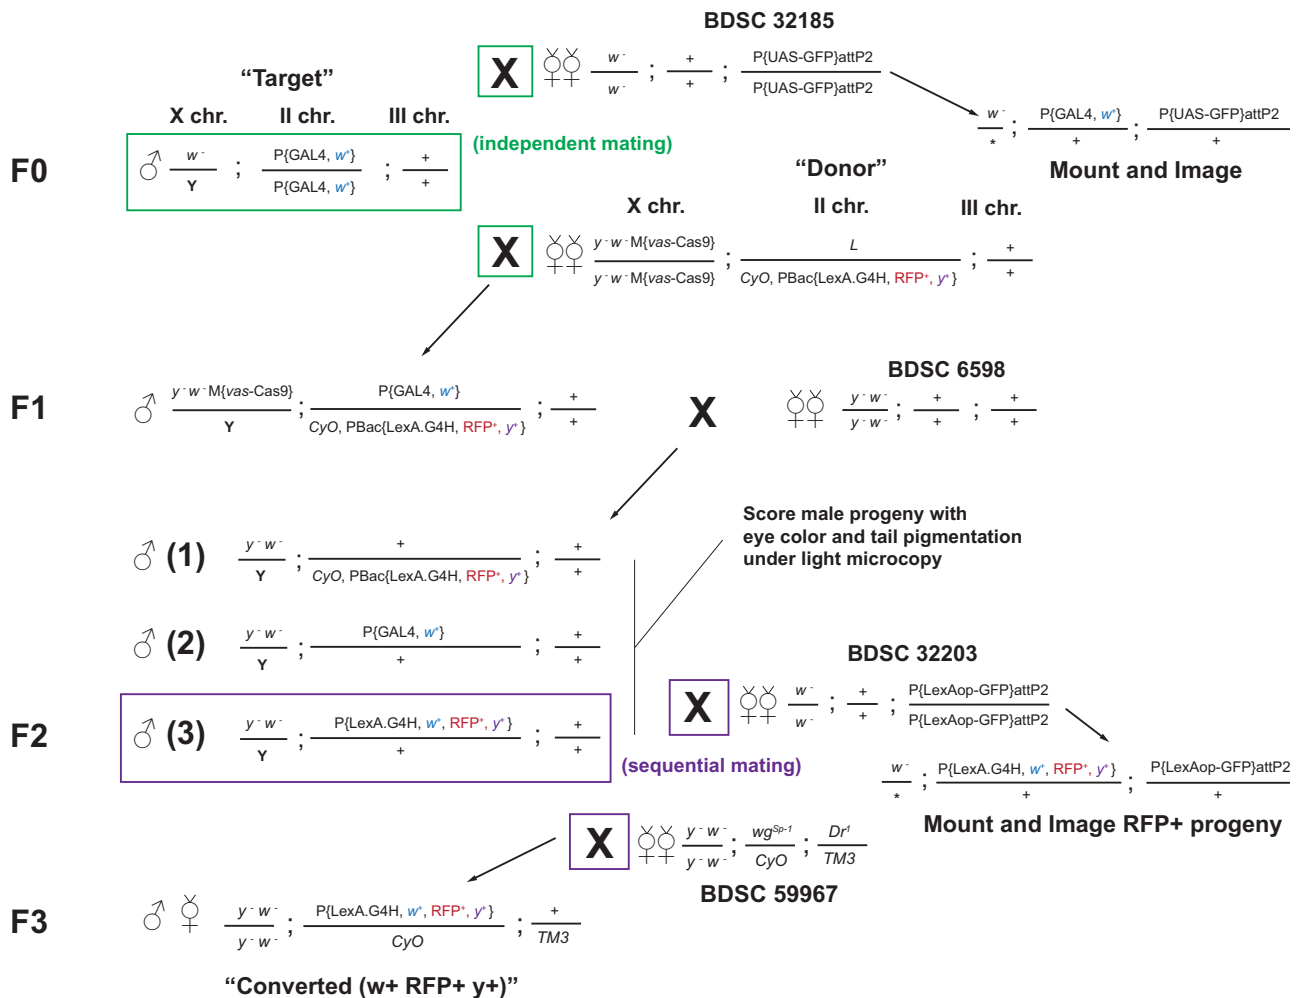 BDSC 32185
“Target”
X chr. II chr. III chr.
X w - ; + ; P{UAS-GFP}attP2
w - + P{UAS-GFP}attP2
(independent mating)
F0
w - ; P{GAL4, w+} ; +
Y P{GAL4, w+} +
w - ; P{GAL4, w+} ; P{UAS-GFP}attP2
* + +
Mount and Image
“Donor”
X chr. II chr. III chr.
X y - w - M{vas-Cas9} ; L ; +
y - w - M{vas-Cas9} CyO, PBac{LexA.G4H, RFP+, y+} +
F1
y - w - M{vas-Cas9} ; P{GAL4, w+} ; +
Y CyO, PBac{LexA.G4H, RFP+, y+} +
X
BDSC 6598
y - w - ; + ; +
y - w - + +
Score male progeny with
eye color and tail pigmentation
under light microcopy
(1) y - w - ; + ; +
Y CyO, PBac{LexA.G4H, RFP+, y+} +
(2) y - w - ; P{GAL4, w+} ; +
Y + +
F2
(3) y - w - ; P{LexA.G4H, w+, RFP+, y+} ; +
Y + +
BDSC 32203
X w - ; + ; P{LexAop-GFP}attP2
w - + P{LexAop-GFP}attP2
(sequential mating)
w - ; P{LexA.G4H, w+, RFP+, y+} ; P{LexAop-GFP}attP2
* + +
Mount and Image RFP+ progeny
X y - w - ; wgSp-1 ; Dr1
y - w - CyO TM3
BDSC 59967
F3
y - w - ; P{LexA.G4H, w+, RFP+, y+} ; +
y - w - CyO TM3
“Converted (w+ RFP+ y+)”